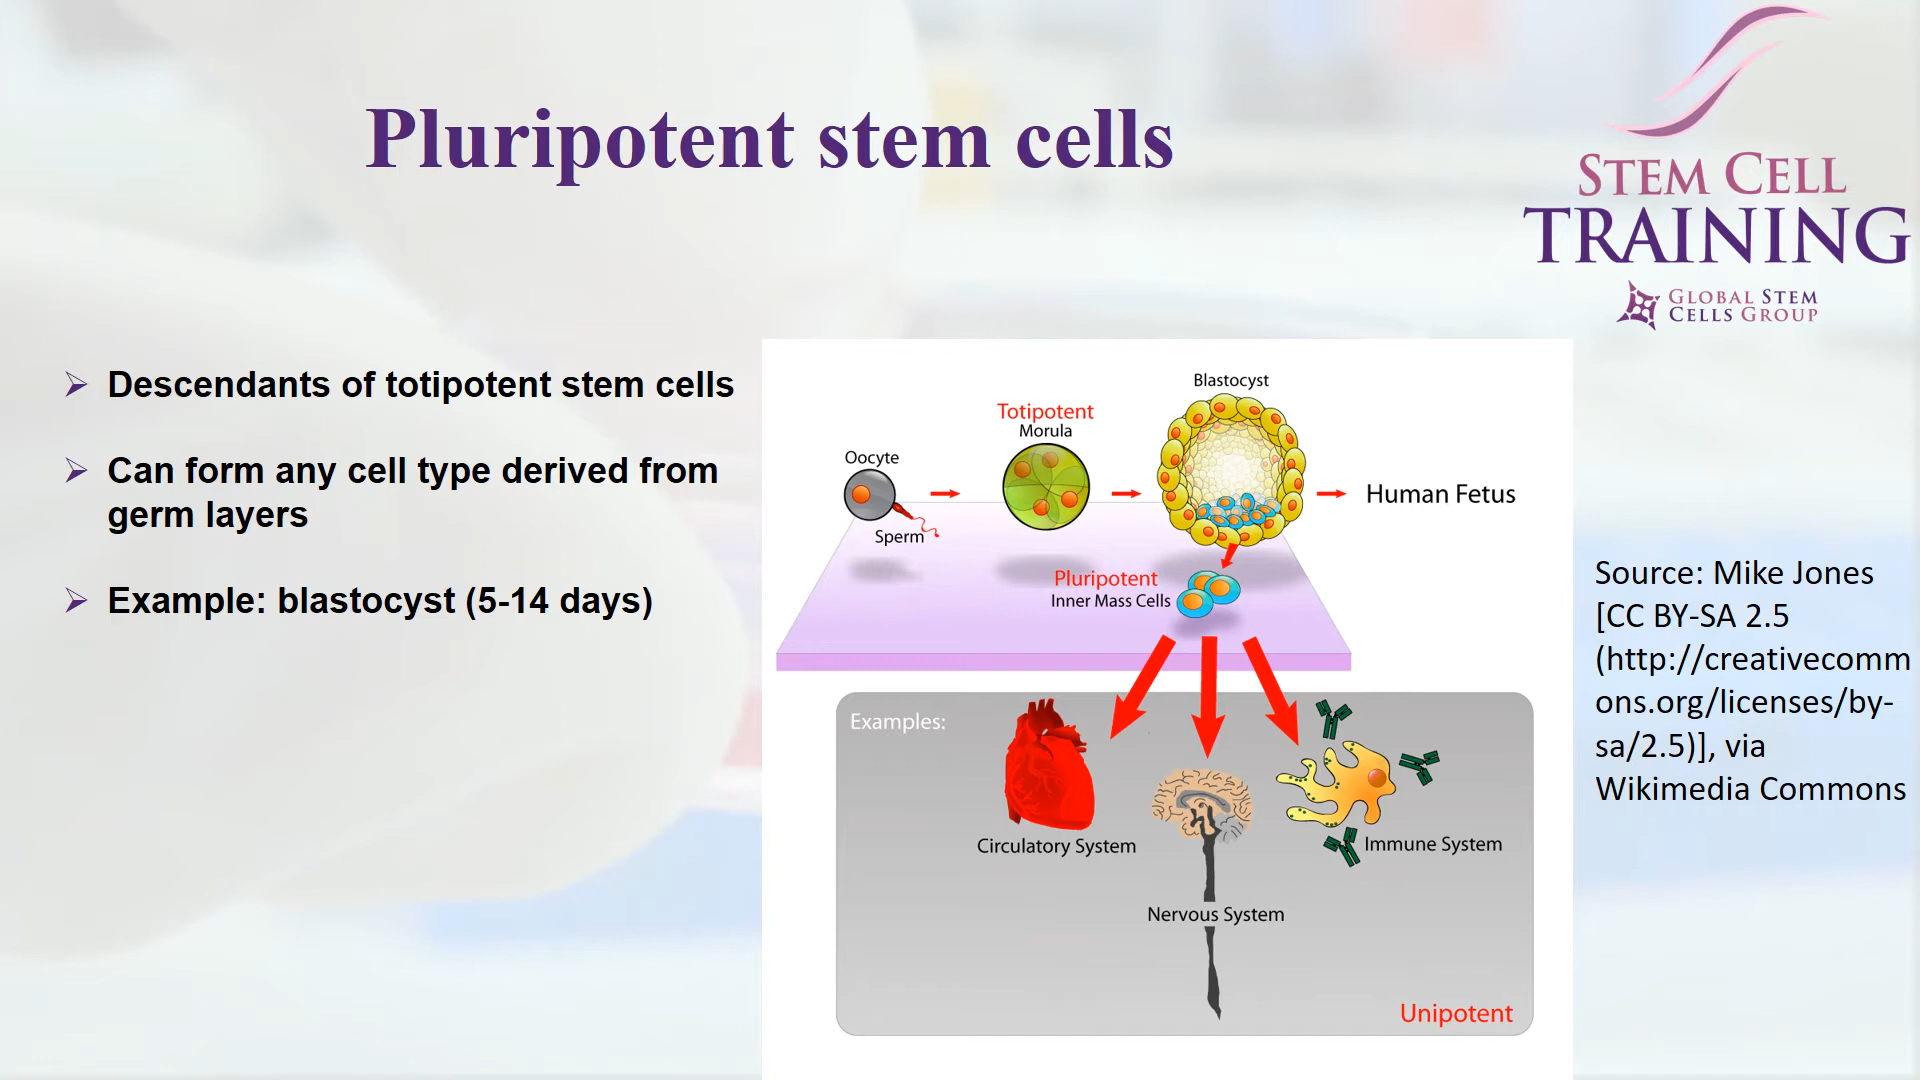 Pluripotent stem cells
STEM CELL
TRAINING
GLOBAL STEM
CELLS GROUP
Descendants of totipotent stem cells
Can form any cell type derived from
germ layers
Example: blastocyst (5-14 days)
Blastocyst
Totipotent
Morula
Oocyte
Human Fetus
Sperm
Pluripotent
Inner Mass Cells
Examples:
Circulatory System
Immune System
Nervous System
Unipotent
Source: Mike Jones
[CC BY-SA 2.5
(http://creativecomm
ons.org/licenses/by-
sa/2.5)], via
Wikimedia Commons